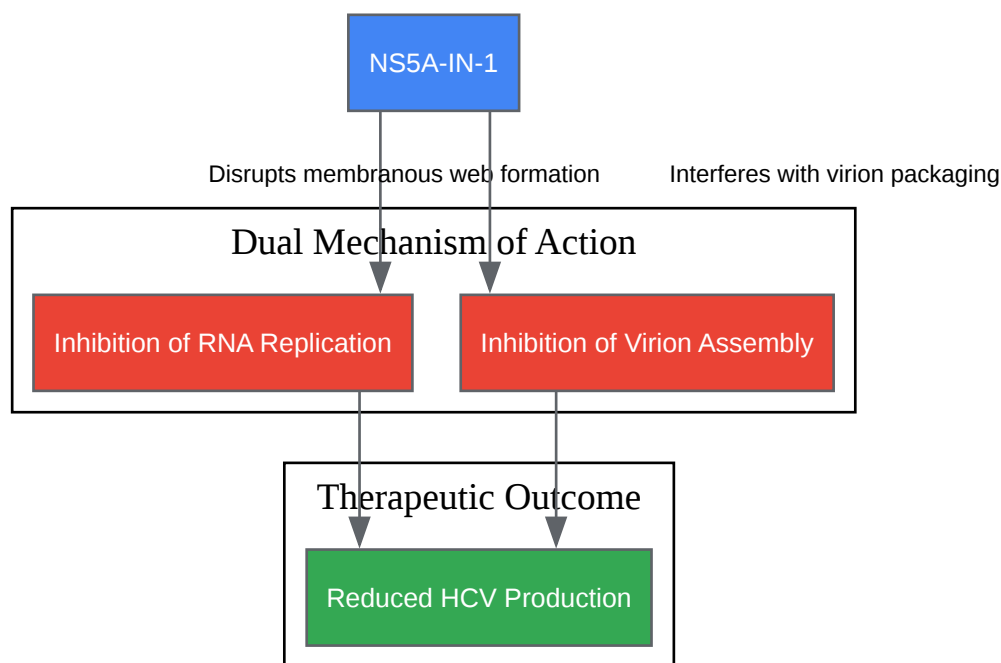 NS5A-IN-1
Disrupts membranous web formation
Interferes with virion packaging
Dual Mechanism of Action
Inhibition of RNA Replication
Inhibition of Virion Assembly
Therapeutic Outcome
Reduced HCV Production